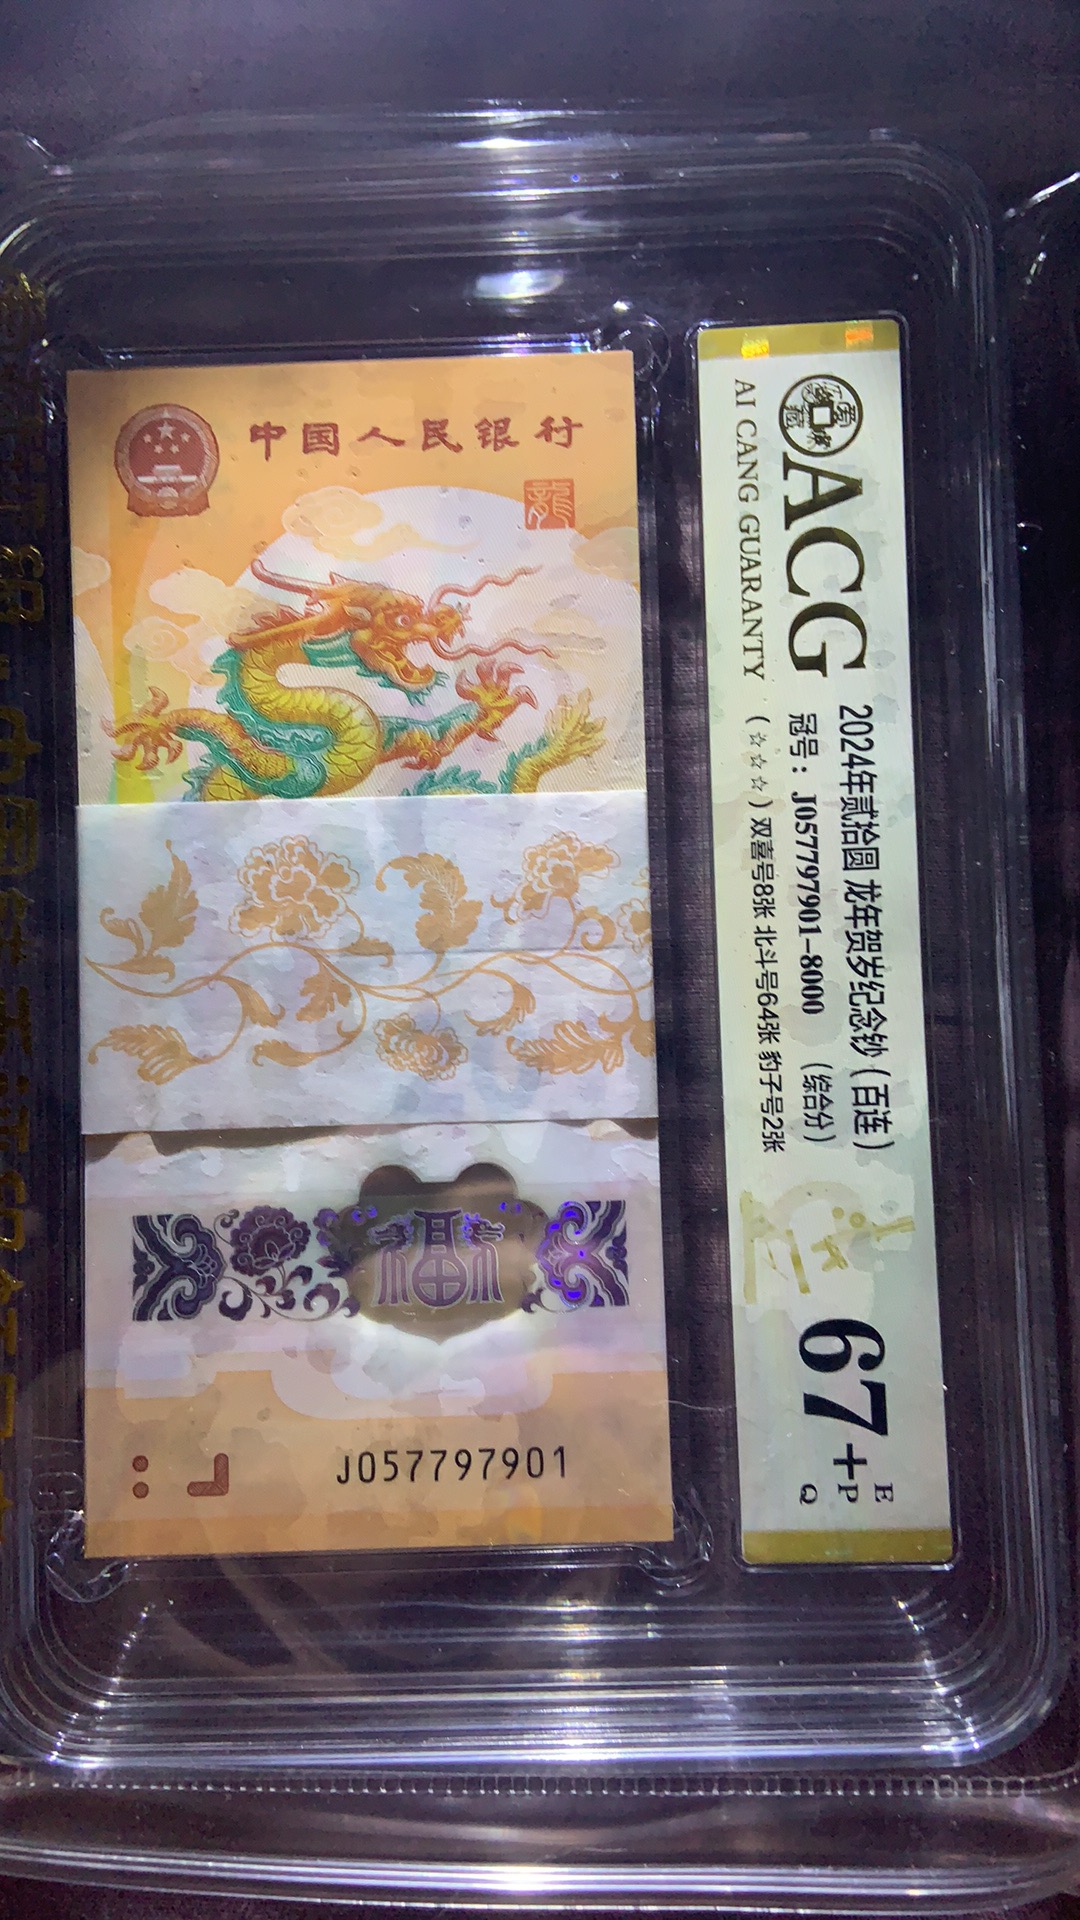 中国人民银行
龍
福
J057797901
ACG
AI CANG GUARANTY
2024年贰拾圆 龙年贺岁纪念钞（百连）
冠号：J057797901-8000 （综合分）
（☆☆☆）双喜号8张 北斗号64张 豹子号2张
67+
E
P
Q